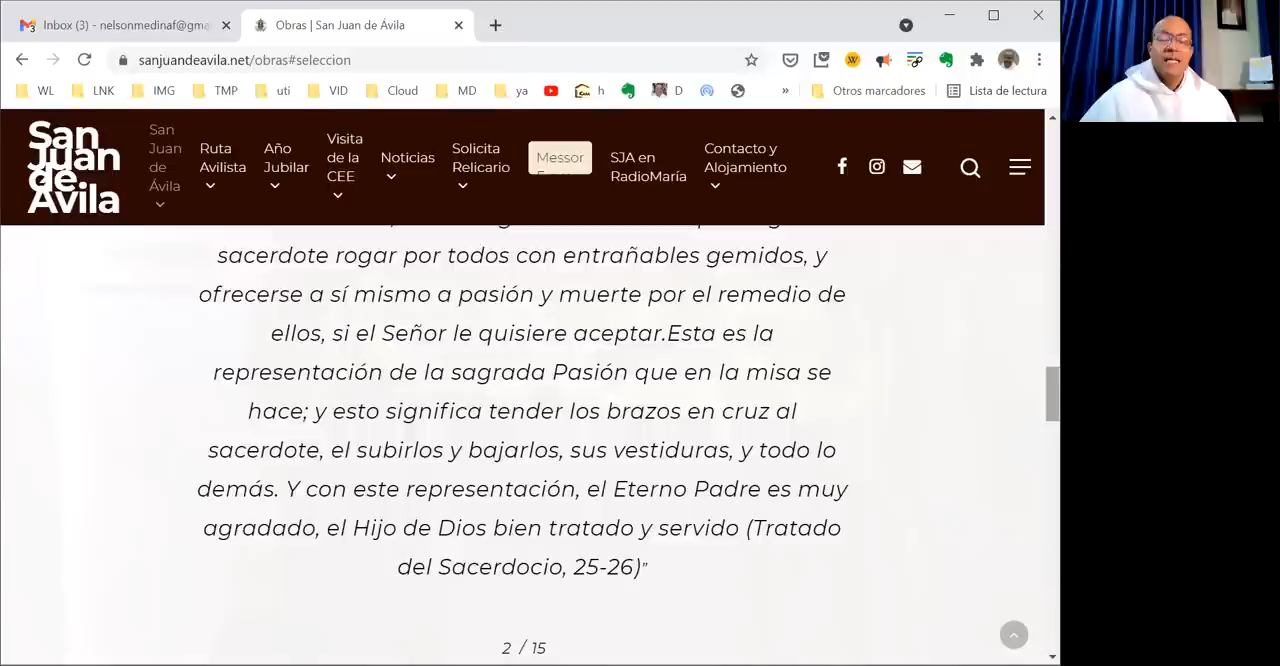 Inbox (3) - nelsonmedinaf@gma
Obras | San Juan de Ávila
sanjuandeavila.net/obras#seleccion
WL LNK IMG TMP uti VID Cloud MD ya h D » Otros marcadores Lista de lectura
San Juan de Ávila
San Juan de Ávila
Ruta Avilista
Año Jubilar
Visita de la CEE
Noticias
Solicita Relicario
Messor
SJA en RadioMaría
Contacto y Alojamiento
sacerdote rogar por todos con entrañables gemidos, y
ofrecerse a sí mismo a pasión y muerte por el remedio de
ellos, si el Señor le quisiere aceptar.Esta es la
representación de la sagrada Pasión que en la misa se
hace; y esto significa tender los brazos en cruz al
sacerdote, el subirlos y bajarlos, sus vestiduras, y todo lo
demás. Y con este representación, el Eterno Padre es muy
agradado, el Hijo de Dios bien tratado y servido (Tratado
del Sacerdocio, 25-26)”
2 / 15